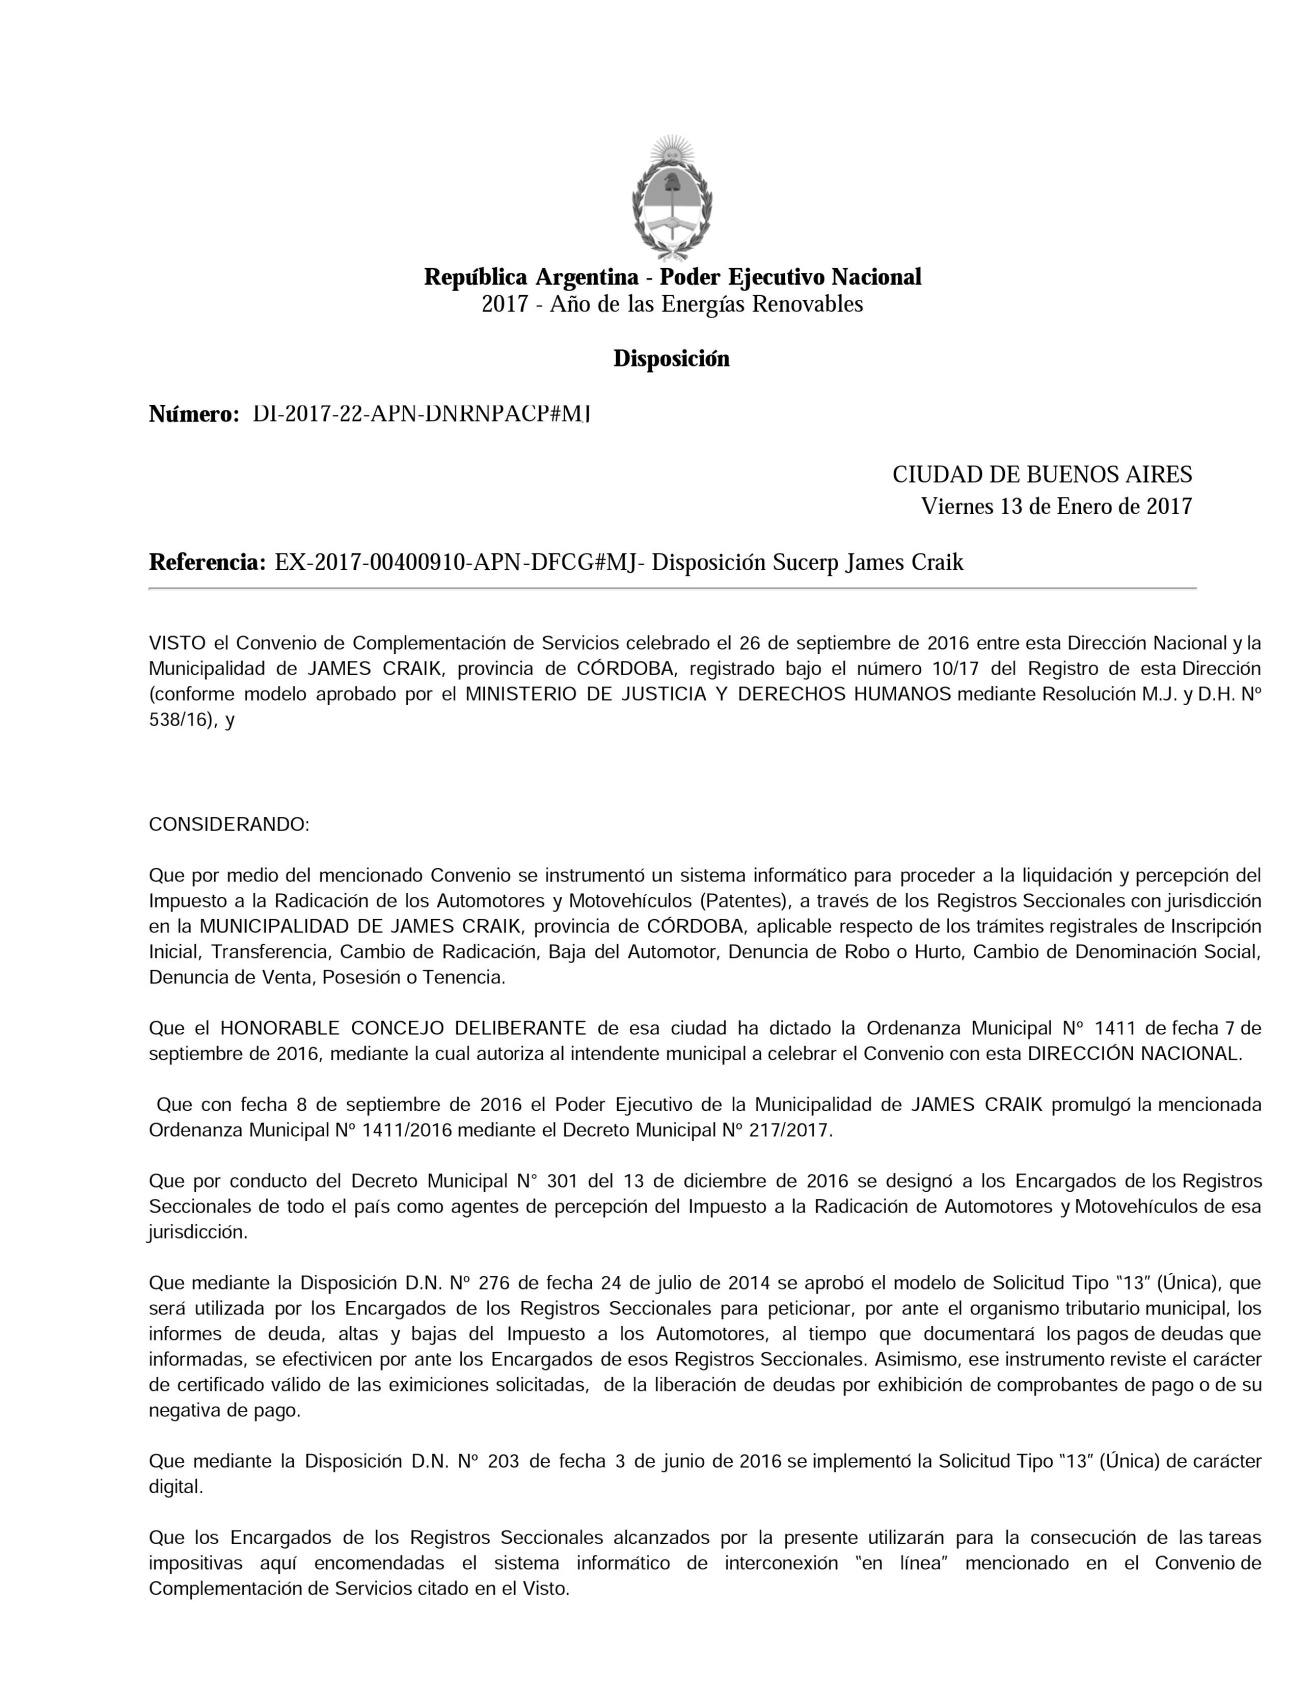 República Argentina - Poder Ejecutivo Nacional
2017 - Año de las Energías Renovables
Disposición
Número: DI-2017-22-APN-DNRNPACP#MJ
CIUDAD DE BUENOS AIRES
Viernes 13 de Enero de 2017
Referencia: EX-2017-00400910-APN-DFCG#MJ- Disposición Sucerp James Craik
VISTO el Convenio de Complementación de Servicios celebrado el 26 de septiembre de 2016 entre esta Dirección Nacional y la
Municipalidad de JAMES CRAIK, provincia de CÓRDOBA, registrado bajo el número 10/17 del Registro de esta Dirección
(conforme modelo aprobado por el MINISTERIO DE JUSTICIA Y DERECHOS HUMANOS mediante Resolución M.J. y D.H. Nº
538/16), y
CONSIDERANDO:
Que por medio del mencionado Convenio se instrumentó un sistema informático para proceder a la liquidación y percepción del
Impuesto a la Radicación de los Automotores y Motovehículos (Patentes), a través de los Registros Seccionales con jurisdicción
en la MUNICIPALIDAD DE JAMES CRAIK, provincia de CÓRDOBA, aplicable respecto de los trámites registrales de Inscripción
Inicial, Transferencia, Cambio de Radicación, Baja del Automotor, Denuncia de Robo o Hurto, Cambio de Denominación Social,
Denuncia de Venta, Posesión o Tenencia.
Que el HONORABLE CONCEJO DELIBERANTE de esa ciudad ha dictado la Ordenanza Municipal Nº 1411 de fecha 7 de
septiembre de 2016, mediante la cual autoriza al intendente municipal a celebrar el Convenio con esta DIRECCIÓN NACIONAL.
Que con fecha 8 de septiembre de 2016 el Poder Ejecutivo de la Municipalidad de JAMES CRAIK promulgó la mencionada
Ordenanza Municipal Nº 1411/2016 mediante el Decreto Municipal Nº 217/2017.
Que por conducto del Decreto Municipal N° 301 del 13 de diciembre de 2016 se designó a los Encargados de los Registros
Seccionales de todo el país como agentes de percepción del Impuesto a la Radicación de Automotores y Motovehículos de esa
jurisdicción.
Que mediante la Disposición D.N. Nº 276 de fecha 24 de julio de 2014 se aprobó el modelo de Solicitud Tipo “13” (Única), que
será utilizada por los Encargados de los Registros Seccionales para peticionar, por ante el organismo tributario municipal, los
informes de deuda, altas y bajas del Impuesto a los Automotores, al tiempo que documentará los pagos de deudas que
informadas, se efectivicen por ante los Encargados de esos Registros Seccionales. Asimismo, ese instrumento reviste el carácter
de certificado válido de las eximiciones solicitadas, de la liberación de deudas por exhibición de comprobantes de pago o de su
negativa de pago.
Que mediante la Disposición D.N. Nº 203 de fecha 3 de junio de 2016 se implementó la Solicitud Tipo “13” (Única) de carácter
digital.
Que los Encargados de los Registros Seccionales alcanzados por la presente utilizarán para la consecución de las tareas
impositivas aquí encomendadas el sistema informático de interconexión “en línea” mencionado en el Convenio de
Complementación de Servicios citado en el Visto.